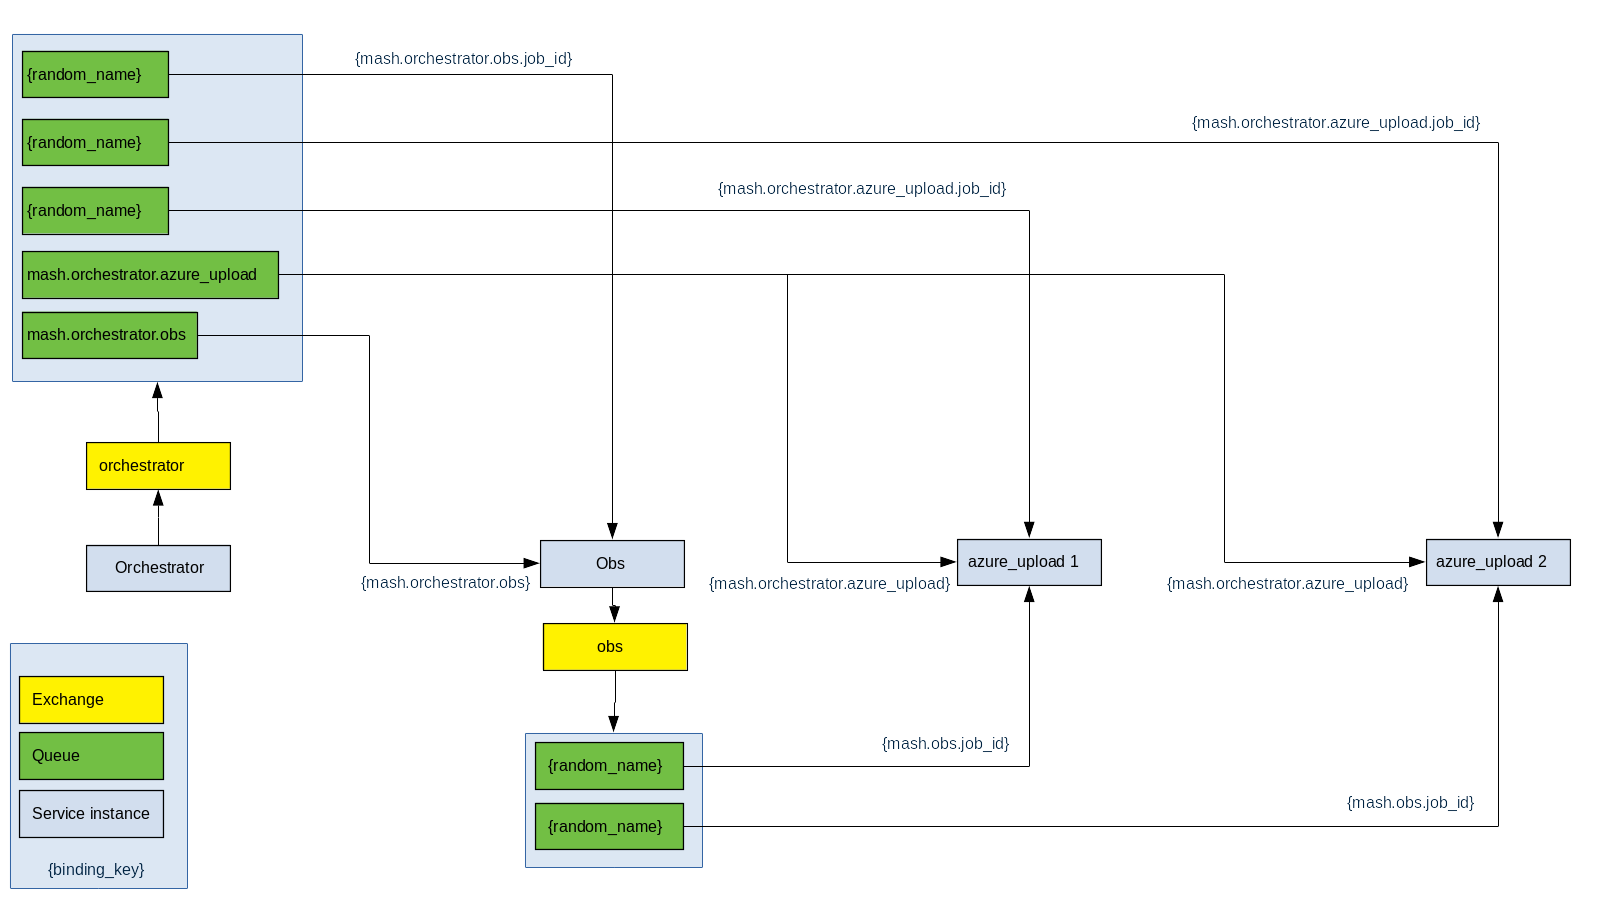 {random_name}
{mash.orchestrator.obs.job_id}
{random_name}
{mash.orchestrator.azure_upload.job_id}
{random_name}
{mash.orchestrator.azure_upload.job_id}
mash.orchestrator.azure_upload
mash.orchestrator.obs
orchestrator
Orchestrator
Obs
azure_upload 1
azure_upload 2
{mash.orchestrator.obs}
{mash.orchestrator.azure_upload}
{mash.orchestrator.azure_upload}
obs
Exchange
Queue
Service instance
{binding_key}
{random_name}
{mash.obs.job_id}
{random_name}
{mash.obs.job_id}